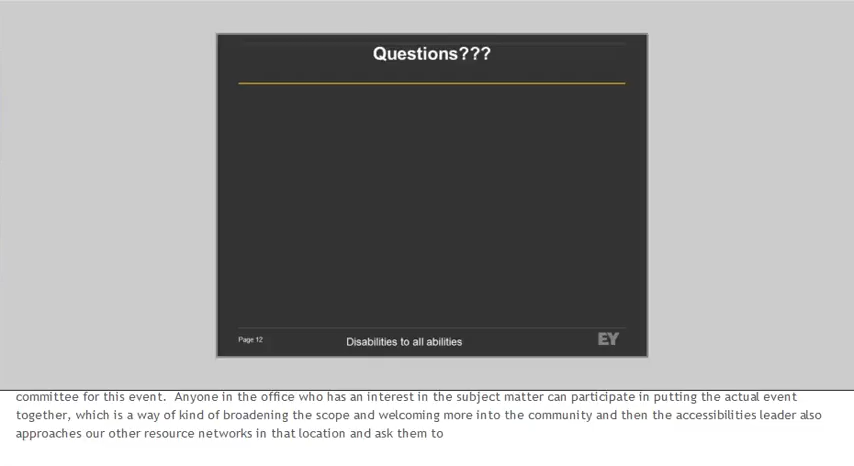 Questions???
Page 12
Disabilities to all abilities
EY
committee for this event.  Anyone in the office who has an interest in the subject matter can participate in putting the actual event
together, which is a way of kind of broadening the scope and welcoming more into the community and then the accessibilities leader also
approaches our other resource networks in that location and ask them to